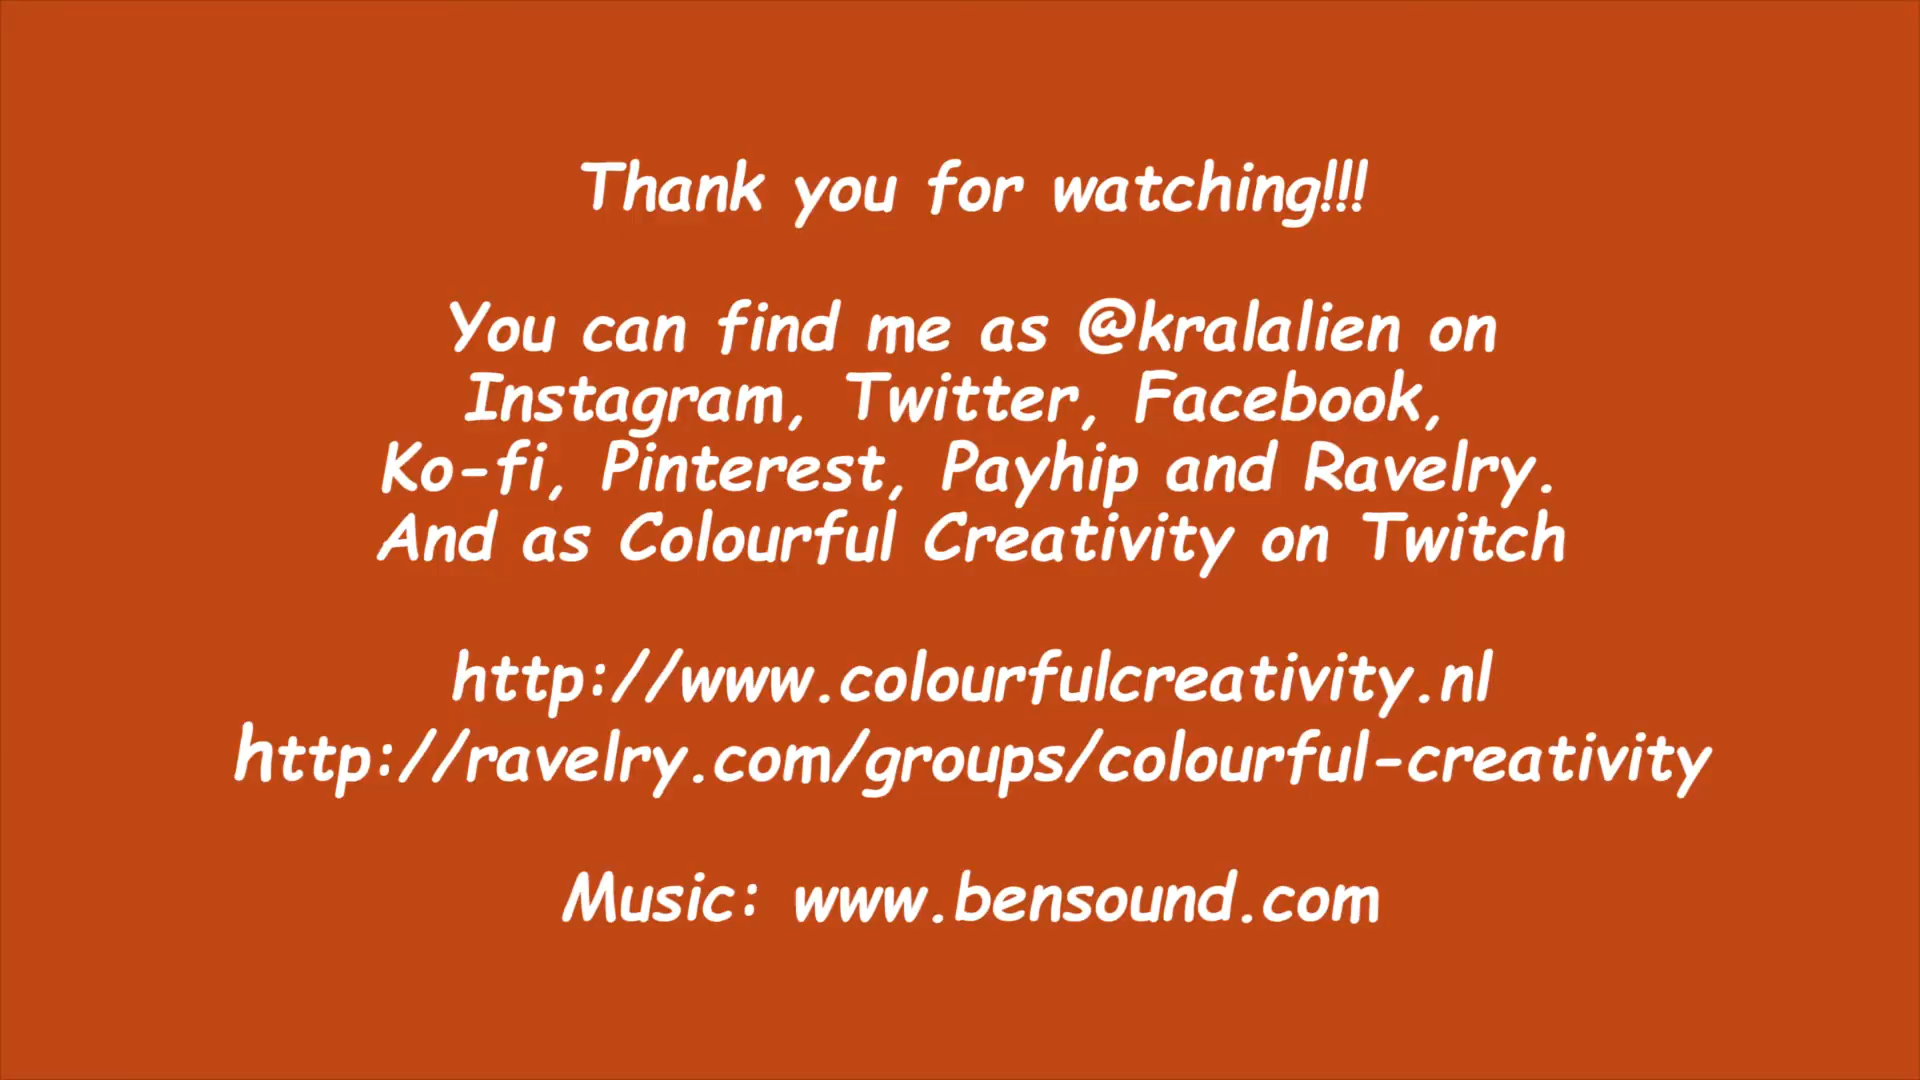 Thank you for watching!!!
You can find me as @kralalien on
Instagram, Twitter, Facebook,
Ko-fi, Pinterest, Payhip and Ravelry.
And as Colourful Creativity on Twitch
http://www.colourfulcreativity.nl
http://ravelry.com/groups/colourful-creativity
Music: www.bensound.com